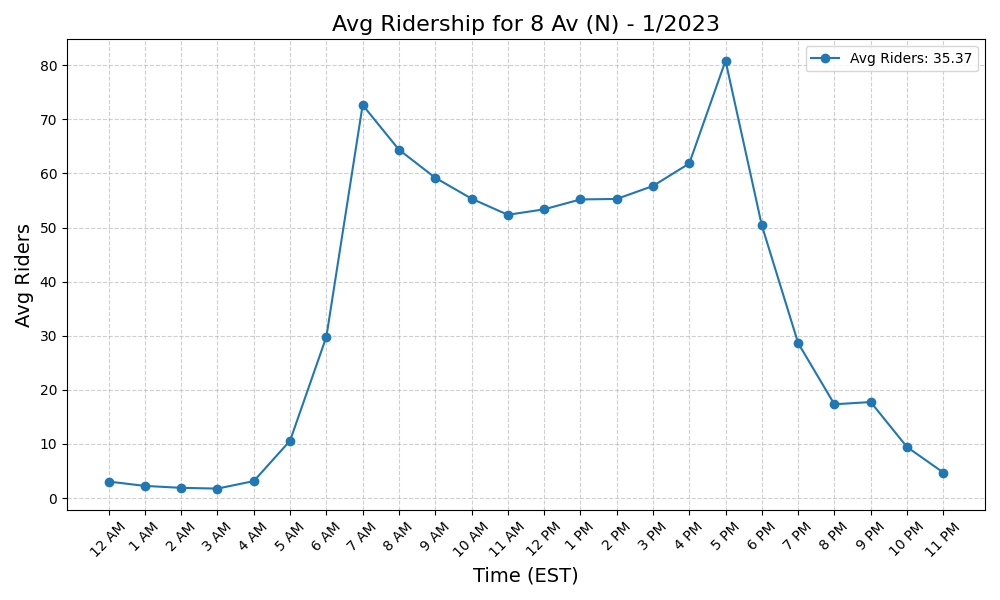 Avg Ridership for 8 Av (N) - 1/2023
Avg Riders: 35.37
Avg Riders
80
70
60
50
40
30
20
10
0
12 AM
1 AM
2 AM
3 AM
4 AM
5 AM
6 AM
7 AM
8 AM
9 AM
10 AM
11 AM
12 PM
1 PM
2 PM
3 PM
4 PM
5 PM
6 PM
7 PM
8 PM
9 PM
10 PM
11 PM
Time (EST)